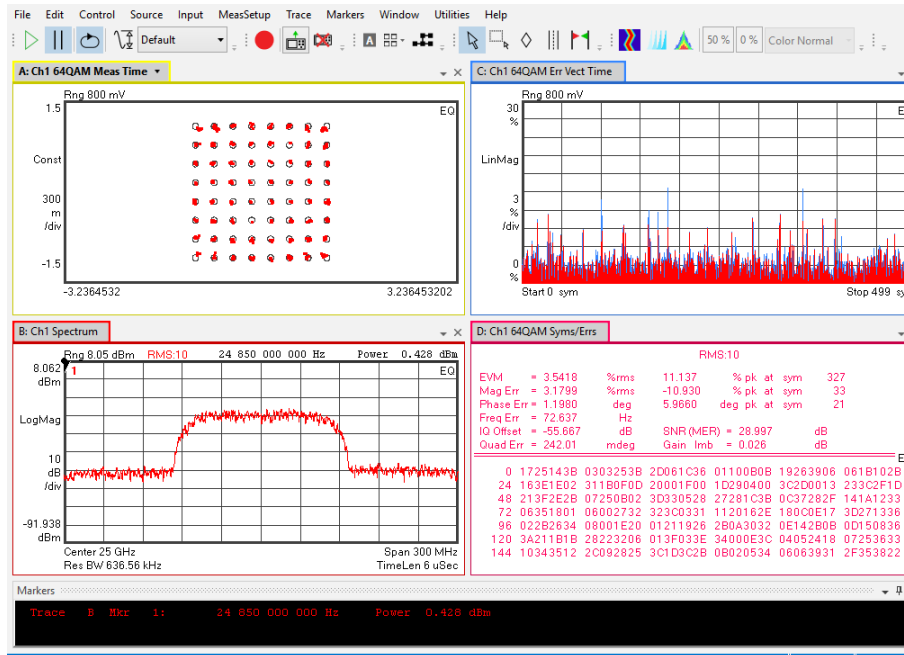 File Edit Control Source Input MeasSetup Trace Markers Window Utilities Help
Default
A
50 % 0 % Color Normal
A: Ch1 64QAM Meas Time
Rng 800 mV
1.5
EQ
Const
300
m
/div
-1.5
-3.2364532 3.236453202
C: Ch1 64QAM Err Vect Time
Rng 800 mV
30
%
E
LinMag
3
%
/div
0
%
Start 0 sym Stop 499 sy
B: Ch1 Spectrum
Rng 8.05 dBm RMS:10 24 850 000 000 Hz Power 0.428 dBm
8.062
dBm
1
EQ
LogMag
10
dB
/div
-91.938
dBm
Center 25 GHz Span 300 MHz
Res BW 636.56 kHz TimeLen 6 uSec
D: Ch1 64QAM Syms/Errs
RMS:10
EVM = 3.5418 %rms 11.137 % pk at sym 327
Mag Err = 3.1799 %rms -10.930 % pk at sym 33
Phase Err = 1.1980 deg 5.9660 deg pk at sym 21
Freq Err = 72.637 Hz
IQ Offset = -55.667 dB SNR (MER) = 28.997 dB
Quad Err = 242.01 mdeg Gain Imb = 0.026 dB
E
0 1725143B 0303253B 2D061C36 01100B0B 19263906 061B102B
24 163E1E02 311B0F0D 20001F00 1D290400 3C2D0013 233C2F1D
48 213F2E2B 07250B02 3D330528 27281C3B 0C37282F 141A1233
72 06351801 06002732 323C0331 1120162E 180C0E17 3D271336
96 022B2634 08001E20 01211926 2B0A3032 0E142B0B 0D150836
120 3A211B1B 28223206 013F033E 34000E3C 04052418 07253633
144 10343512 2C092825 3C1D3C2B 0B020534 06063931 2F353822
Markers
Trace B Mkr 1: 24 850 000 000 Hz Power 0.428 dBm